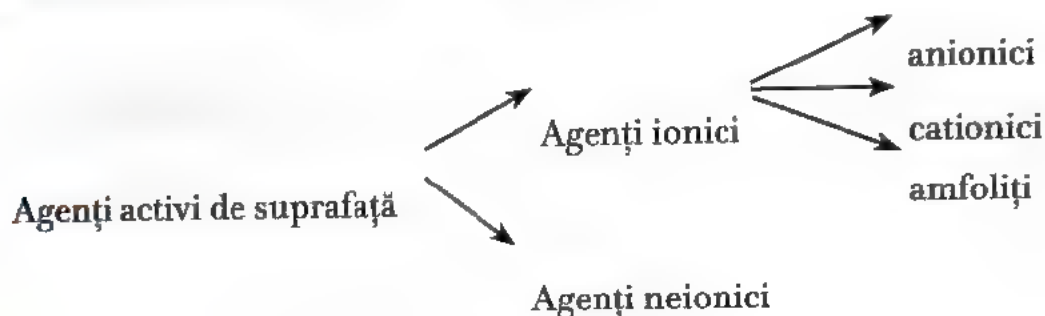 anionici
Agenți ionici
cationici
amfoliți
Agenți activi de suprafață
Agenți neionici